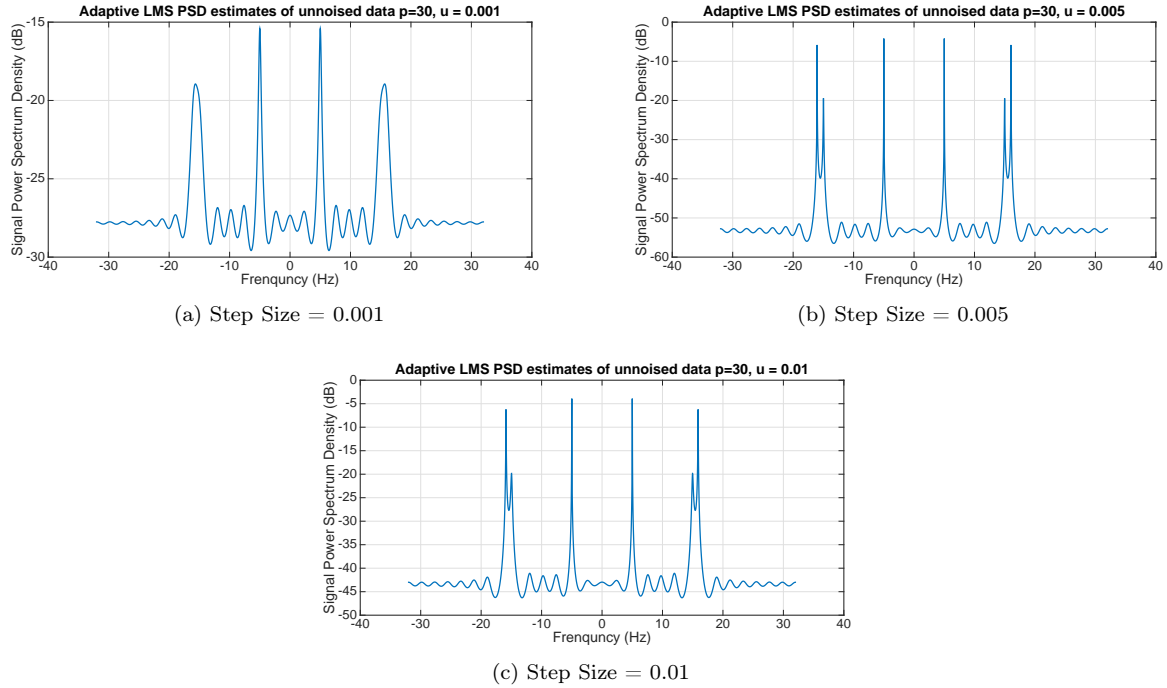 Adaptive LMS PSD estimates of unnoised data p=30, u = 0.001
Signal Power Spectrum Density (dB)
-15
-20
-25
-30
-40 -30 -20 -10 0 10 20 30 40
Frequncy (Hz)
(a) Step Size = 0.001
Adaptive LMS PSD estimates of unnoised data p=30, u = 0.005
Signal Power Spectrum Density (dB)
0
-10
-20
-30
-40
-50
-60
-40 -30 -20 -10 0 10 20 30 40
Frequncy (Hz)
(b) Step Size = 0.005
Adaptive LMS PSD estimates of unnoised data p=30, u = 0.01
Signal Power Spectrum Density (dB)
0
-5
-10
-15
-20
-25
-30
-35
-40
-45
-50
-40 -30 -20 -10 0 10 20 30 40
Frequncy (Hz)
(c) Step Size = 0.01